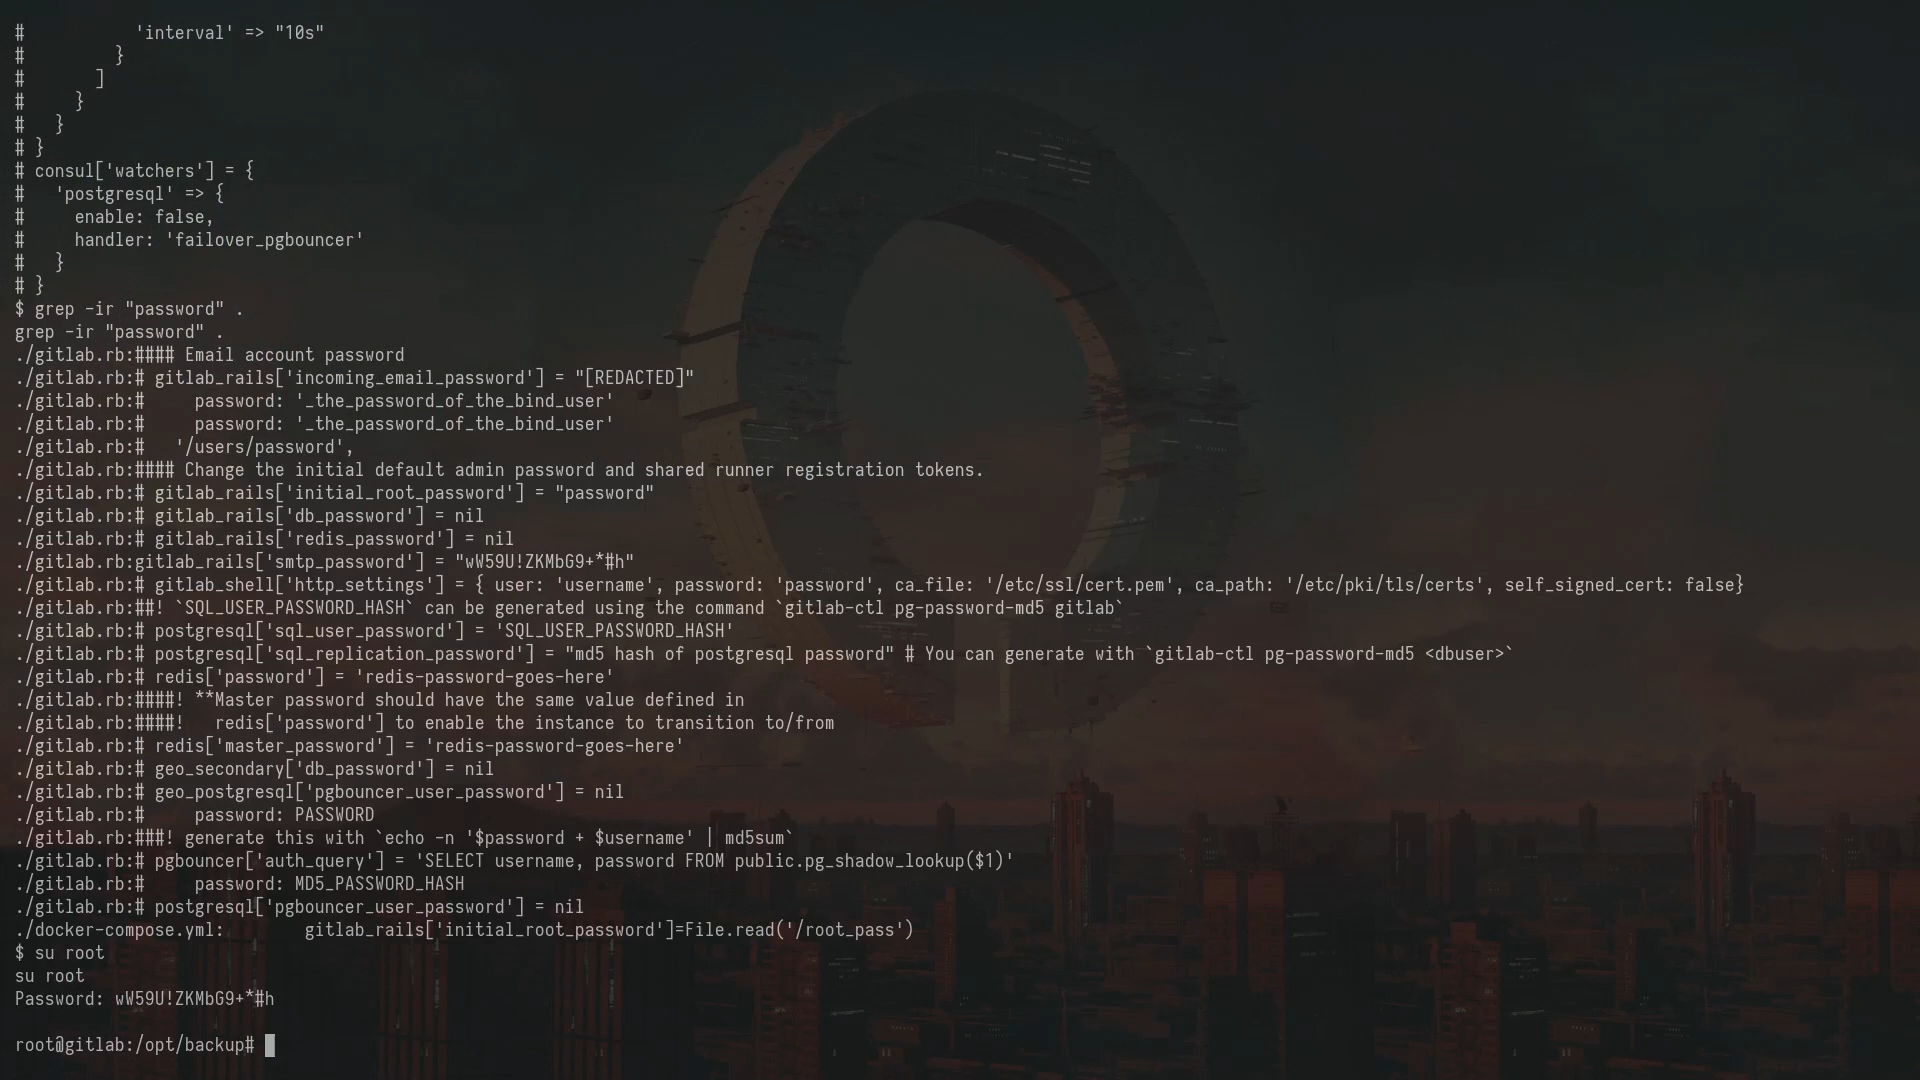 #           'interval' => "10s"
#         }
#       ]
#     }
#   }
# }
# consul['watchers'] = {
#   'postgresql' => {
#     enable: false,
#     handler: 'failover_pgbouncer'
#   }
# }
$ grep -ir "password" .
grep -ir "password" .
./gitlab.rb:#### Email account password
./gitlab.rb:# gitlab_rails['incoming_email_password'] = "[REDACTED]"
./gitlab.rb:#     password: '_the_password_of_the_bind_user'
./gitlab.rb:#     password: '_the_password_of_the_bind_user'
./gitlab.rb:#   '/users/password',
./gitlab.rb:#### Change the initial default admin password and shared runner registration tokens.
./gitlab.rb:# gitlab_rails['initial_root_password'] = "password"
./gitlab.rb:# gitlab_rails['db_password'] = nil
./gitlab.rb:# gitlab_rails['redis_password'] = nil
./gitlab.rb:gitlab_rails['smtp_password'] = "wW59U!ZKMbG9+*#h"
./gitlab.rb:# gitlab_shell['http_settings'] = { user: 'username', password: 'password', ca_file: '/etc/ssl/cert.pem', ca_path: '/etc/pki/tls/certs', self_signed_cert: false}
./gitlab.rb:##! `SQL_USER_PASSWORD_HASH` can be generated using the command `gitlab-ctl pg-password-md5 gitlab`
./gitlab.rb:# postgresql['sql_user_password'] = 'SQL_USER_PASSWORD_HASH'
./gitlab.rb:# postgresql['sql_replication_password'] = "md5 hash of postgresql password" # You can generate with `gitlab-ctl pg-password-md5 <dbuser>`
./gitlab.rb:# redis['password'] = 'redis-password-goes-here'
./gitlab.rb:####! **Master password should have the same value defined in
./gitlab.rb:####!   redis['password'] to enable the instance to transition to/from
./gitlab.rb:# redis['master_password'] = 'redis-password-goes-here'
./gitlab.rb:# geo_secondary['db_password'] = nil
./gitlab.rb:# geo_postgresql['pgbouncer_user_password'] = nil
./gitlab.rb:#     password: PASSWORD
./gitlab.rb:###! generate this with `echo -n '$password + $username' | md5sum`
./gitlab.rb:# pgbouncer['auth_query'] = 'SELECT username, password FROM public.pg_shadow_lookup($1)'
./gitlab.rb:#     password: MD5_PASSWORD_HASH
./gitlab.rb:# postgresql['pgbouncer_user_password'] = nil
./docker-compose.yml:        gitlab_rails['initial_root_password']=File.read('/root_pass')
$ su root
su root
Password: wW59U!ZKMbG9+*#h
root@gitlab:/opt/backup#